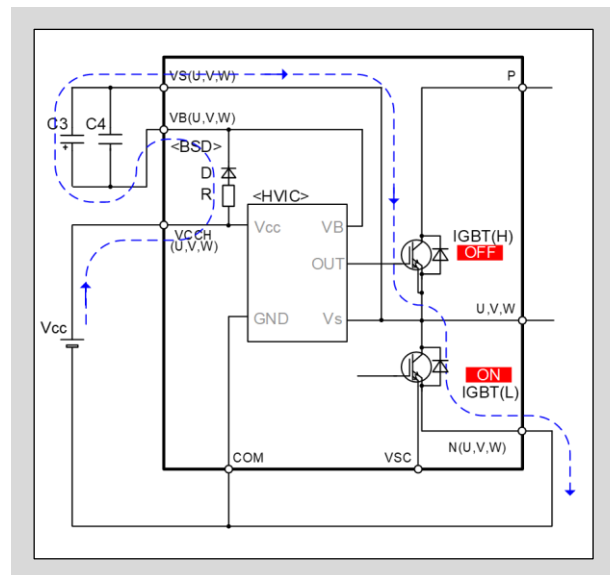 VS(U,V,W)
P
C3
C4
VB(U,V,W)
+
<BSD>
D
R
<HVIC>
Vcc
VB
VCCH
(U,V,W)
IGBT(H)
OFF
OUT
U,V,W
Vcc
GND
Vs
ON
IGBT(L)
N(U,V,W)
COM
VSC